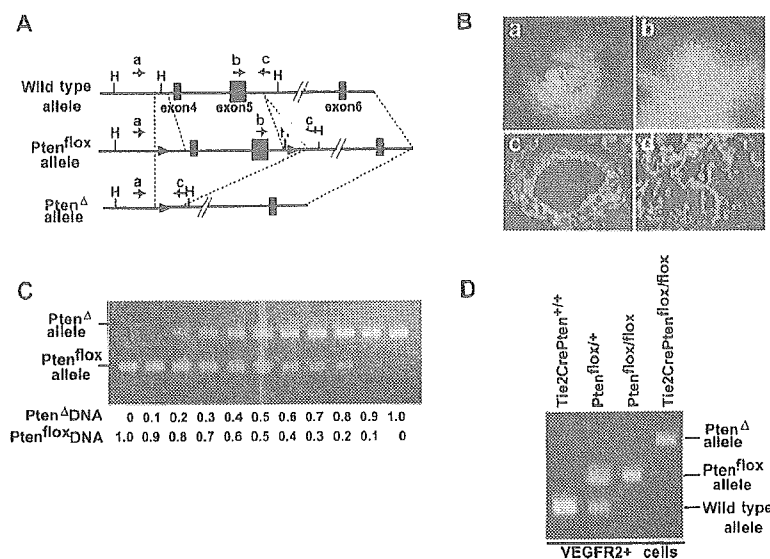 A
a
b
c
H
H
H
Wild type
allele
exon4
exon5
exon6
a
b
c
H
H
Pten^flox
allele
a
c
H
H
Pten^Δ
allele
B
a
b
c
d
C
Pten^Δ
allele
Pten^flox
allele
Pten^Δ DNA 0 0.1 0.2 0.3 0.4 0.5 0.6 0.7 0.8 0.9 1.0
Pten^flox DNA 1.0 0.9 0.8 0.7 0.6 0.5 0.4 0.3 0.2 0.1 0
D
Tie2CrePten^+/+
Pten^flox/+
Pten^flox/flox
Tie2CrePten^flox/flox
Pten^Δ
allele
Pten^flox
allele
Wild type
allele
VEGFR2+ cells